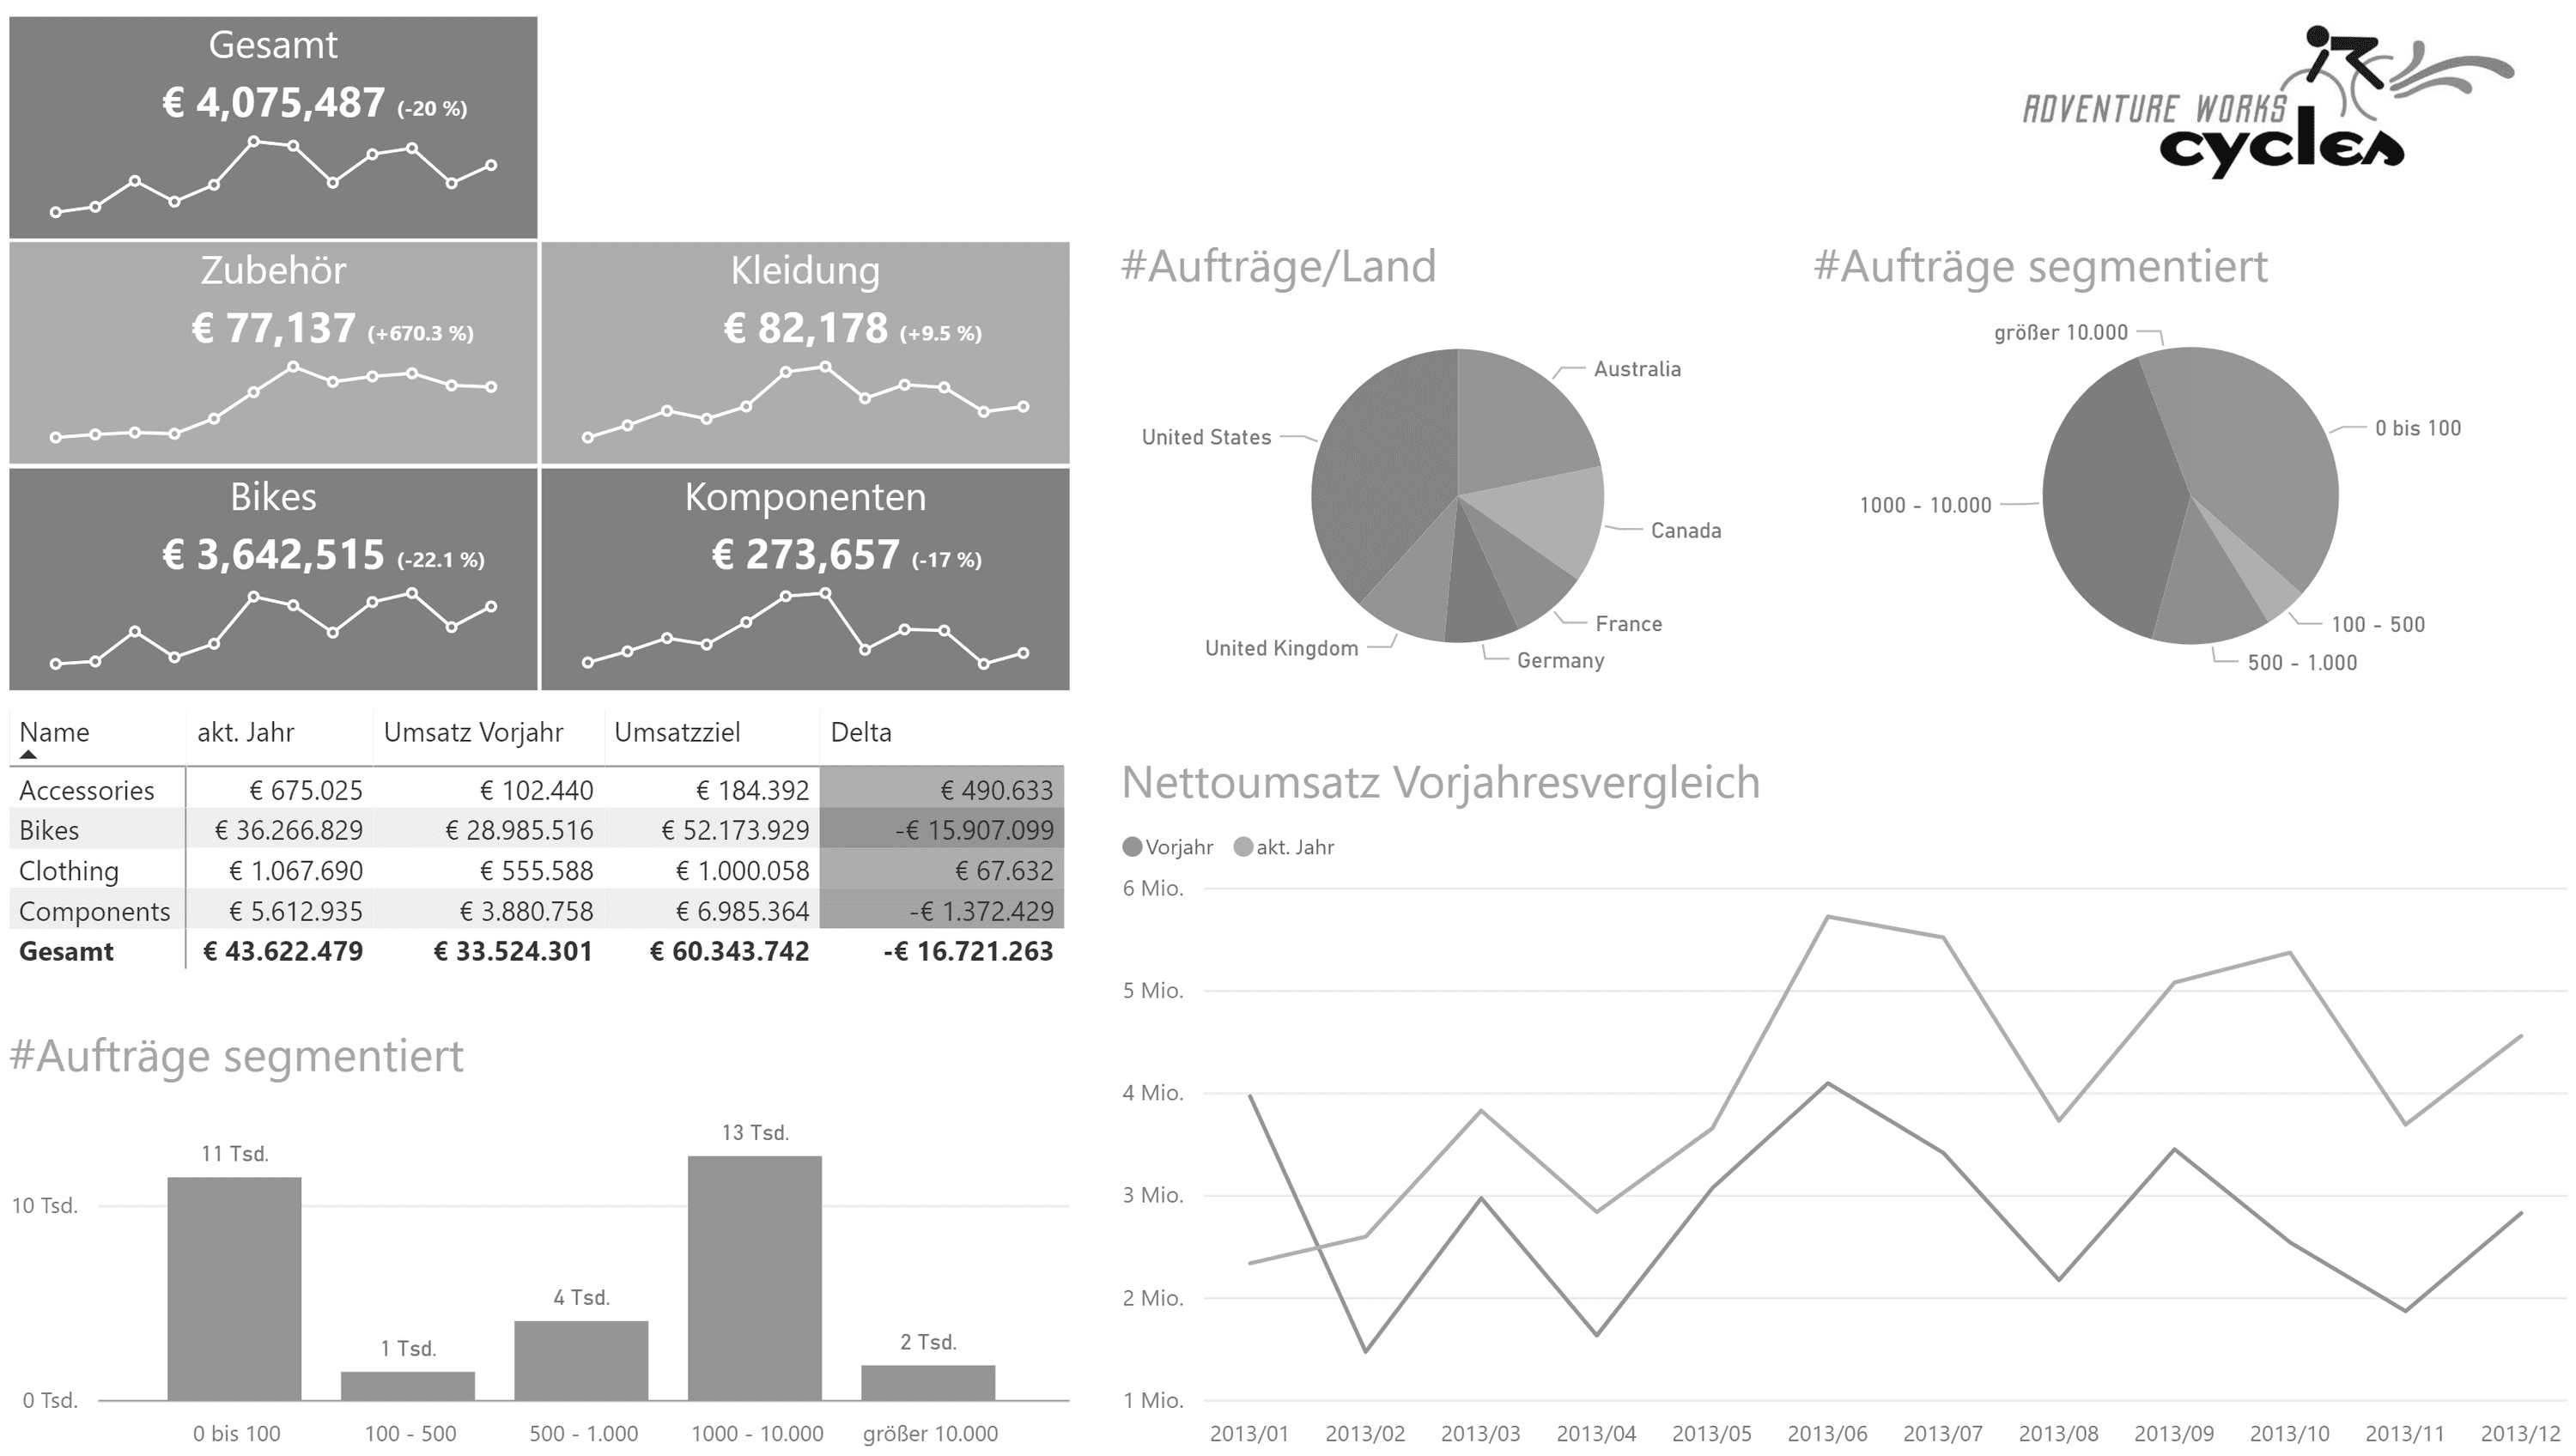 Gesamt
€ 4,075,487 (-20 %)
Zubehör
€ 77,137 (+670.3 %)
Kleidung
€ 82,178 (+9.5 %)
Bikes
€ 3,642,515 (-22.1 %)
Komponenten
€ 273,657 (-17 %)
ADVENTURE WORKS
cycles
#Aufträge/Land
Australia
Canada
France
Germany
United Kingdom
United States
#Aufträge segmentiert
größer 10.000
0 bis 100
100 - 500
500 - 1.000
1000 - 10.000
Name akt. Jahr Umsatz Vorjahr Umsatzziel Delta
Accessories € 675.025 € 102.440 € 184.392 € 490.633
Bikes € 36.266.829 € 28.985.516 € 52.173.929 -€ 15.907.099
Clothing € 1.067.690 € 555.588 € 1.000.058 € 67.632
Components € 5.612.935 € 3.880.758 € 6.985.364 -€ 1.372.429
Gesamt € 43.622.479 € 33.524.301 € 60.343.742 -€ 16.721.263
#Aufträge segmentiert
11 Tsd.
1 Tsd.
4 Tsd.
13 Tsd.
2 Tsd.
10 Tsd.
0 Tsd.
0 bis 100 100 - 500 500 - 1.000 1000 - 10.000 größer 10.000
Nettoumsatz Vorjahresvergleich
Vorjahr akt. Jahr
6 Mio.
5 Mio.
4 Mio.
3 Mio.
2 Mio.
1 Mio.
2013/01 2013/02 2013/03 2013/04 2013/05 2013/06 2013/07 2013/08 2013/09 2013/10 2013/11 2013/12